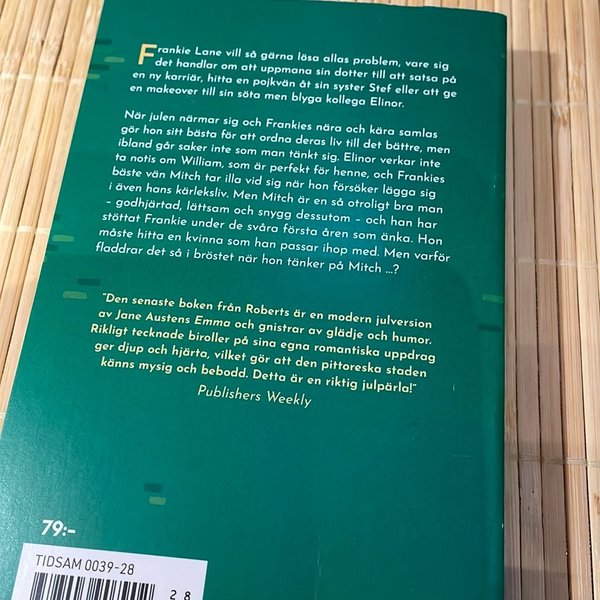 Frankie Lane vill så gärna lösa allas problem, vare sig
det handlar om att uppmana sin dotter till att satsa på
en ny karriär, hitta en pojkvän åt sin syster Stef eller att ge
en makeover till sin söta men blyga kollega Elinor.
När julen närmar sig och Frankies nära och kära samlas
gör hon sitt bästa för att ordna deras liv till det bättre, men
ibland går saker inte som man tänkt sig. Elinor verkar inte
ta notis om William, som är perfekt för henne, och Frankies
bäste vän Mitch tar illa vid sig när hon försöker lägga sig
i även hans kärleksliv. Men Mitch är en så otroligt bra man
– godhjärtad, lättsam och snygg dessutom – och han har
stöttat Frankie under de svåra första åren som änka. Hon
måste hitta en kvinna som han passar ihop med. Men varför
fladdrar det så i bröstet när hon tänker på Mitch ...?
”Den senaste boken från Roberts är en modern julversion
av Jane Austens Emma och gnistrar av glädje och humor.
Rikligt tecknade biroller på sina egna romantiska uppdrag
ger djup och hjärta, vilket gör att den pittoreska staden
känns mysig och bebodd. Detta är en riktig julpärla!”
Publishers Weekly
79:-
TIDSAM 0039-28
2 8